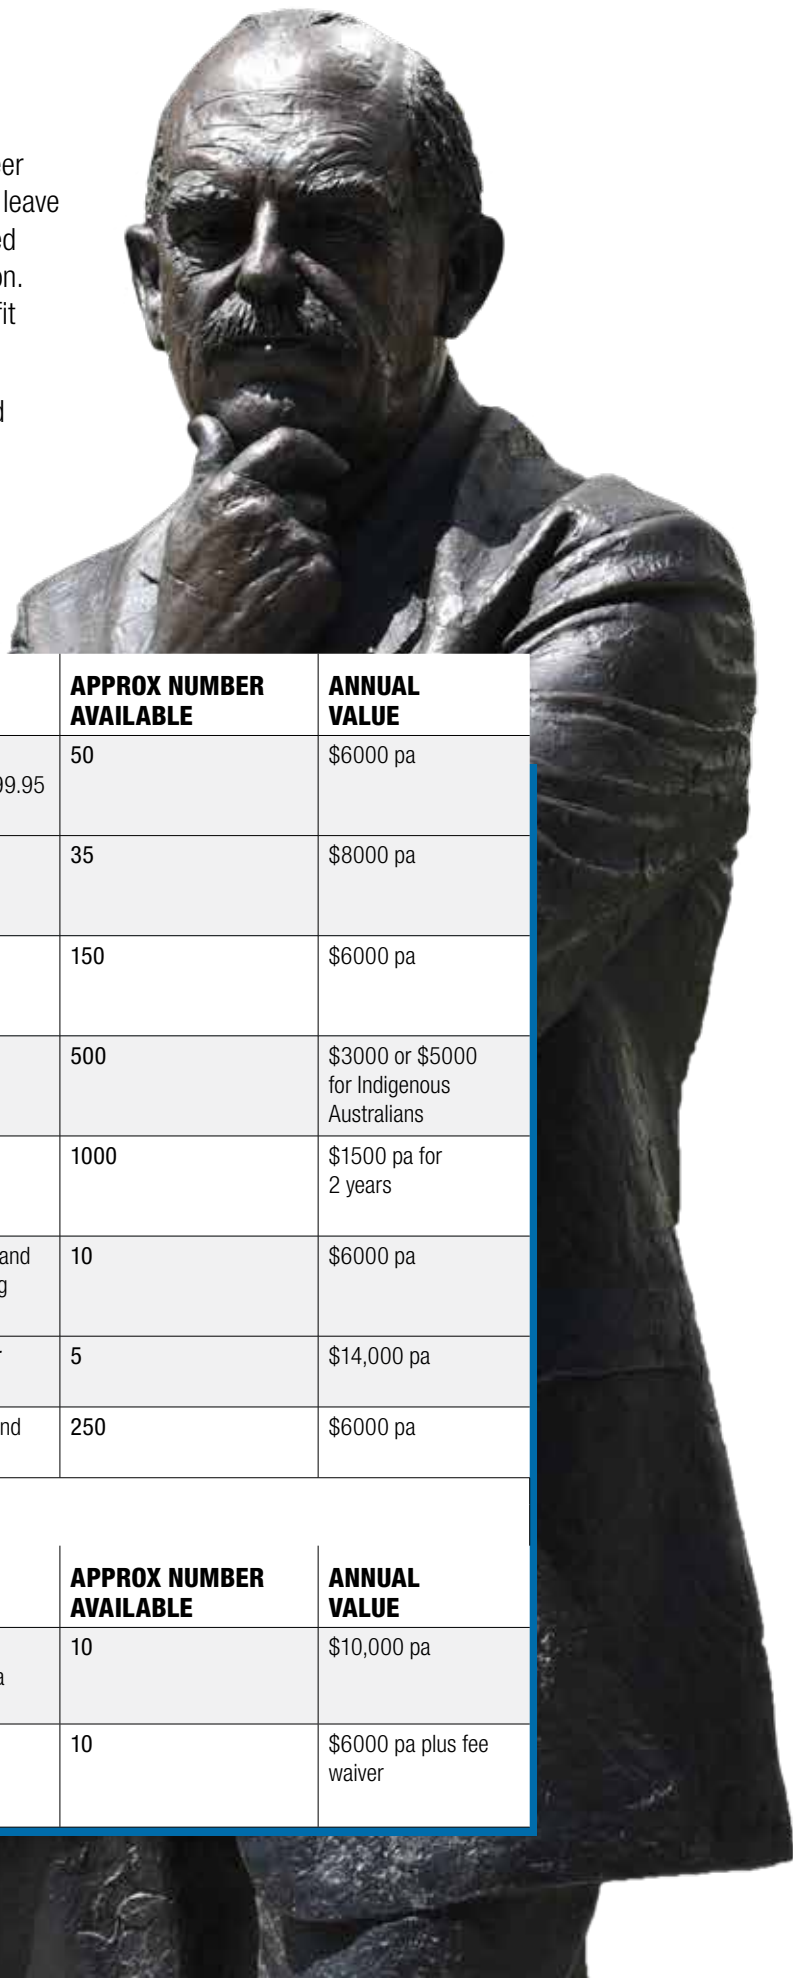 eer
leave
ed
on.
fit
d
APPROX NUMBER
AVAILABLE
ANNUAL
VALUE
99.95
50
$6000 pa
35
$8000 pa
150
$6000 pa
500
$3000 or $5000
for Indigenous
Australians
1000
$1500 pa for
2 years
and
g
10
$6000 pa
r
5
$14,000 pa
nd
250
$6000 pa
APPROX NUMBER
AVAILABLE
ANNUAL
VALUE
a
10
$10,000 pa
10
$6000 pa plus fee
waiver